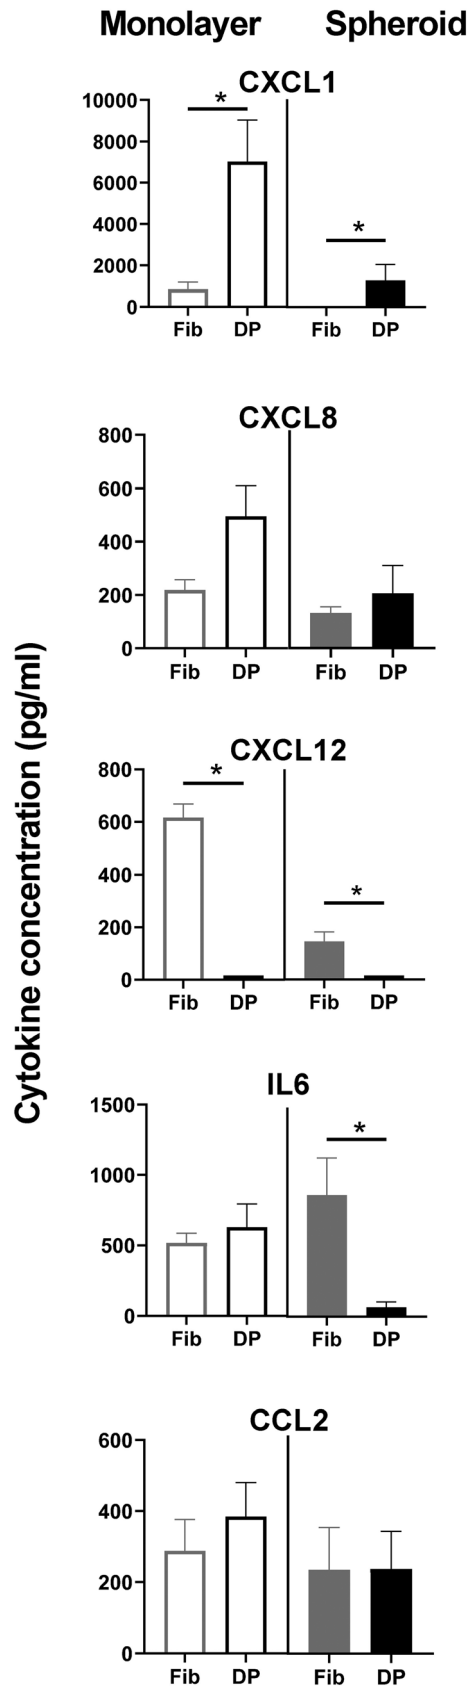 Monolayer Spheroid
CXCL1
10000
*
8000
6000
4000
*
2000
0
Fib DP Fib DP
CXCL8
800
600
400
200
0
Fib DP Fib DP
Cytokine concentration (pg/ml)
CXCL12
800
*
600
400
*
200
0
Fib DP Fib DP
IL6
1500
*
1000
500
0
Fib DP Fib DP
CCL2
600
400
200
0
Fib DP Fib DP